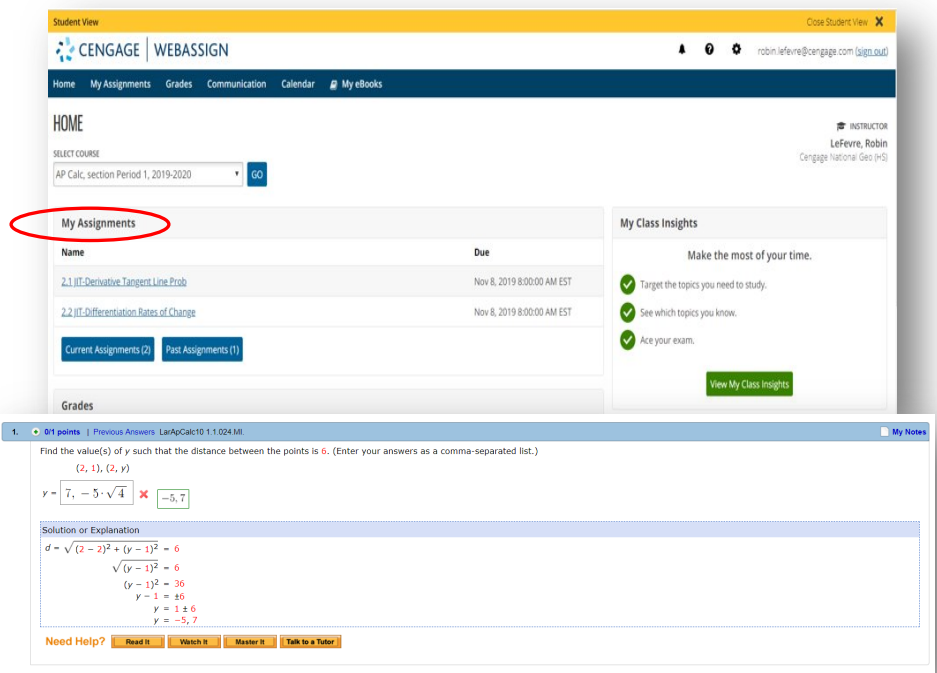 Student View
Close Student View X
CENGAGE | WEBASSIGN
robin.lefevre@cengage.com (sign out)
Home My Assignments Grades Communication Calendar My eBooks
HOME
INSTRUCTOR
LeFevre, Robin
Cengage National Geo (HS)
SELECT COURSE
AP Calc, section Period 1, 2019-2020
GO
My Assignments
Name Due
2.1 JIT-Derivative Tangent Line Prob Nov 8, 2019 8:00:00 AM EST
2.2 JIT-Differentiation Rates of Change Nov 8, 2019 8:00:00 AM EST
Current Assignments (2) Past Assignments (1)
Grades
My Class Insights
Make the most of your time.
Target the topics you need to study.
See which topics you know.
Ace your exam.
View My Class Insights
1. 0/1 points | Previous Answers LarApCalc10 1.1.024.MI. My Notes
Find the value(s) of y such that the distance between the points is 6. (Enter your answers as a comma-separated list.)
(2, 1), (2, y)
y = 7, − 5·√4 ✖ −5, 7
Solution or Explanation
d = √(2 − 2)² + (y − 1)² = 6
√(y − 1)² = 6
(y − 1)² = 36
y − 1 = ±6
y = 1 ± 6
y = −5, 7
Need Help? Read It Watch It Master It Talk to a Tutor